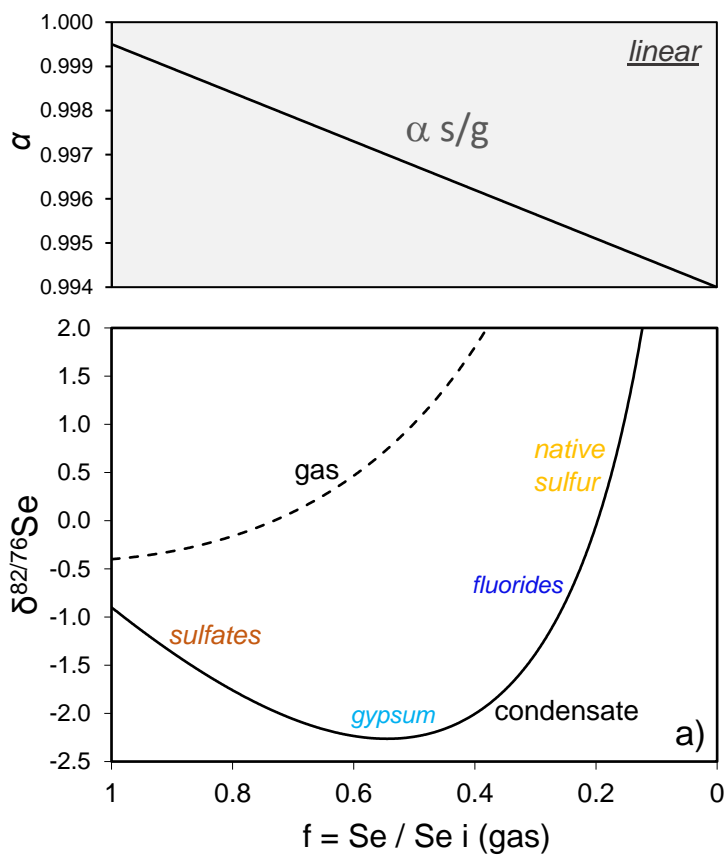 1.000
0.999
0.998
0.997
0.996
0.995
0.994
α
linear
α s/g
2.0
1.5
1.0
0.5
0.0
-0.5
-1.0
-1.5
-2.0
-2.5
δ82/76Se
gas
native
sulfur
fluorides
sulfates
gypsum
condensate
a)
1
0.8
0.6
0.4
0.2
0
f = Se / Se i (gas)